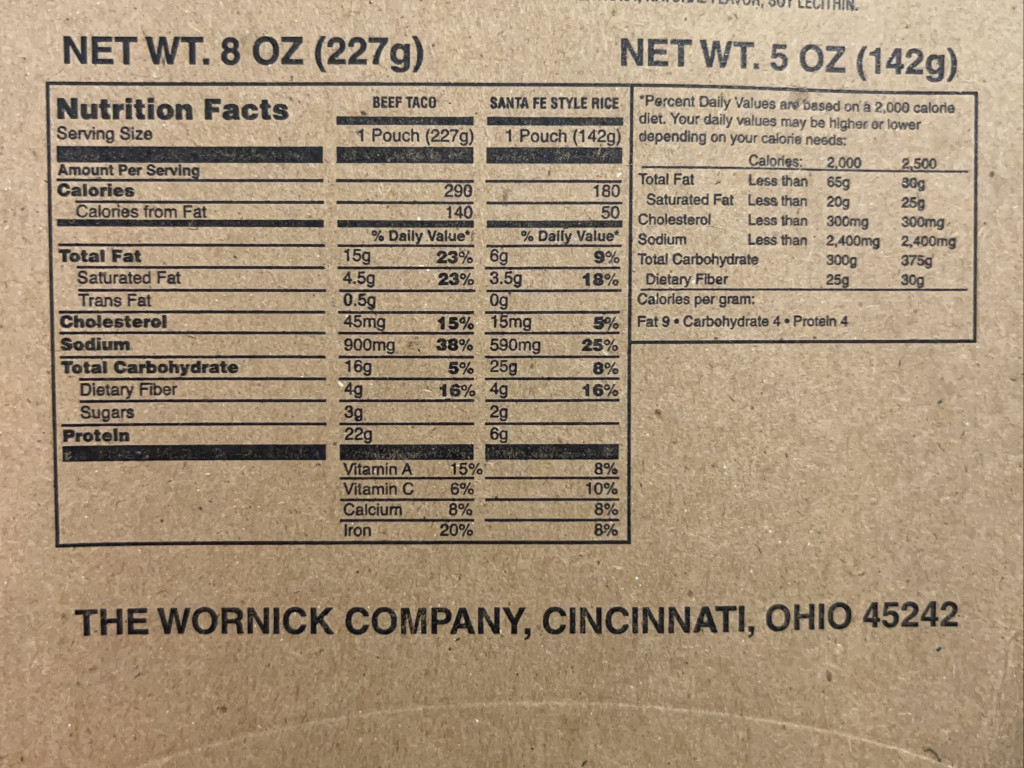 SOY LECITHIN.
NET WT. 8 OZ (227g) NET WT. 5 OZ (142g)
Nutrition Facts BEEF TACO SANTA FE STYLE RICE
Serving Size 1 Pouch (227g) 1 Pouch (142g)
Amount Per Serving
Calories 290 180
Calories from Fat 140 50
% Daily Value* % Daily Value*
Total Fat 15g 23% 6g 9%
Saturated Fat 4.5g 23% 3.5g 18%
Trans Fat 0.5g 0g
Cholesterol 45mg 15% 15mg 5%
Sodium 900mg 38% 590mg 25%
Total Carbohydrate 16g 5% 25g 8%
Dietary Fiber 4g 16% 4g 16%
Sugars 3g 2g
Protein 22g 6g
Vitamin A 15% 8%
Vitamin C 6% 10%
Calcium 8% 8%
Iron 20% 8%
*Percent Daily Values are based on a 2,000 calorie
diet. Your daily values may be higher or lower
depending on your calorie needs:
Calories: 2,000 2,500
Total Fat Less than 65g 80g
Saturated Fat Less than 20g 25g
Cholesterol Less than 300mg 300mg
Sodium Less than 2,400mg 2,400mg
Total Carbohydrate 300g 375g
Dietary Fiber 25g 30g
Calories per gram:
Fat 9 • Carbohydrate 4 • Protein 4
THE WORNICK COMPANY, CINCINNATI, OHIO 45242